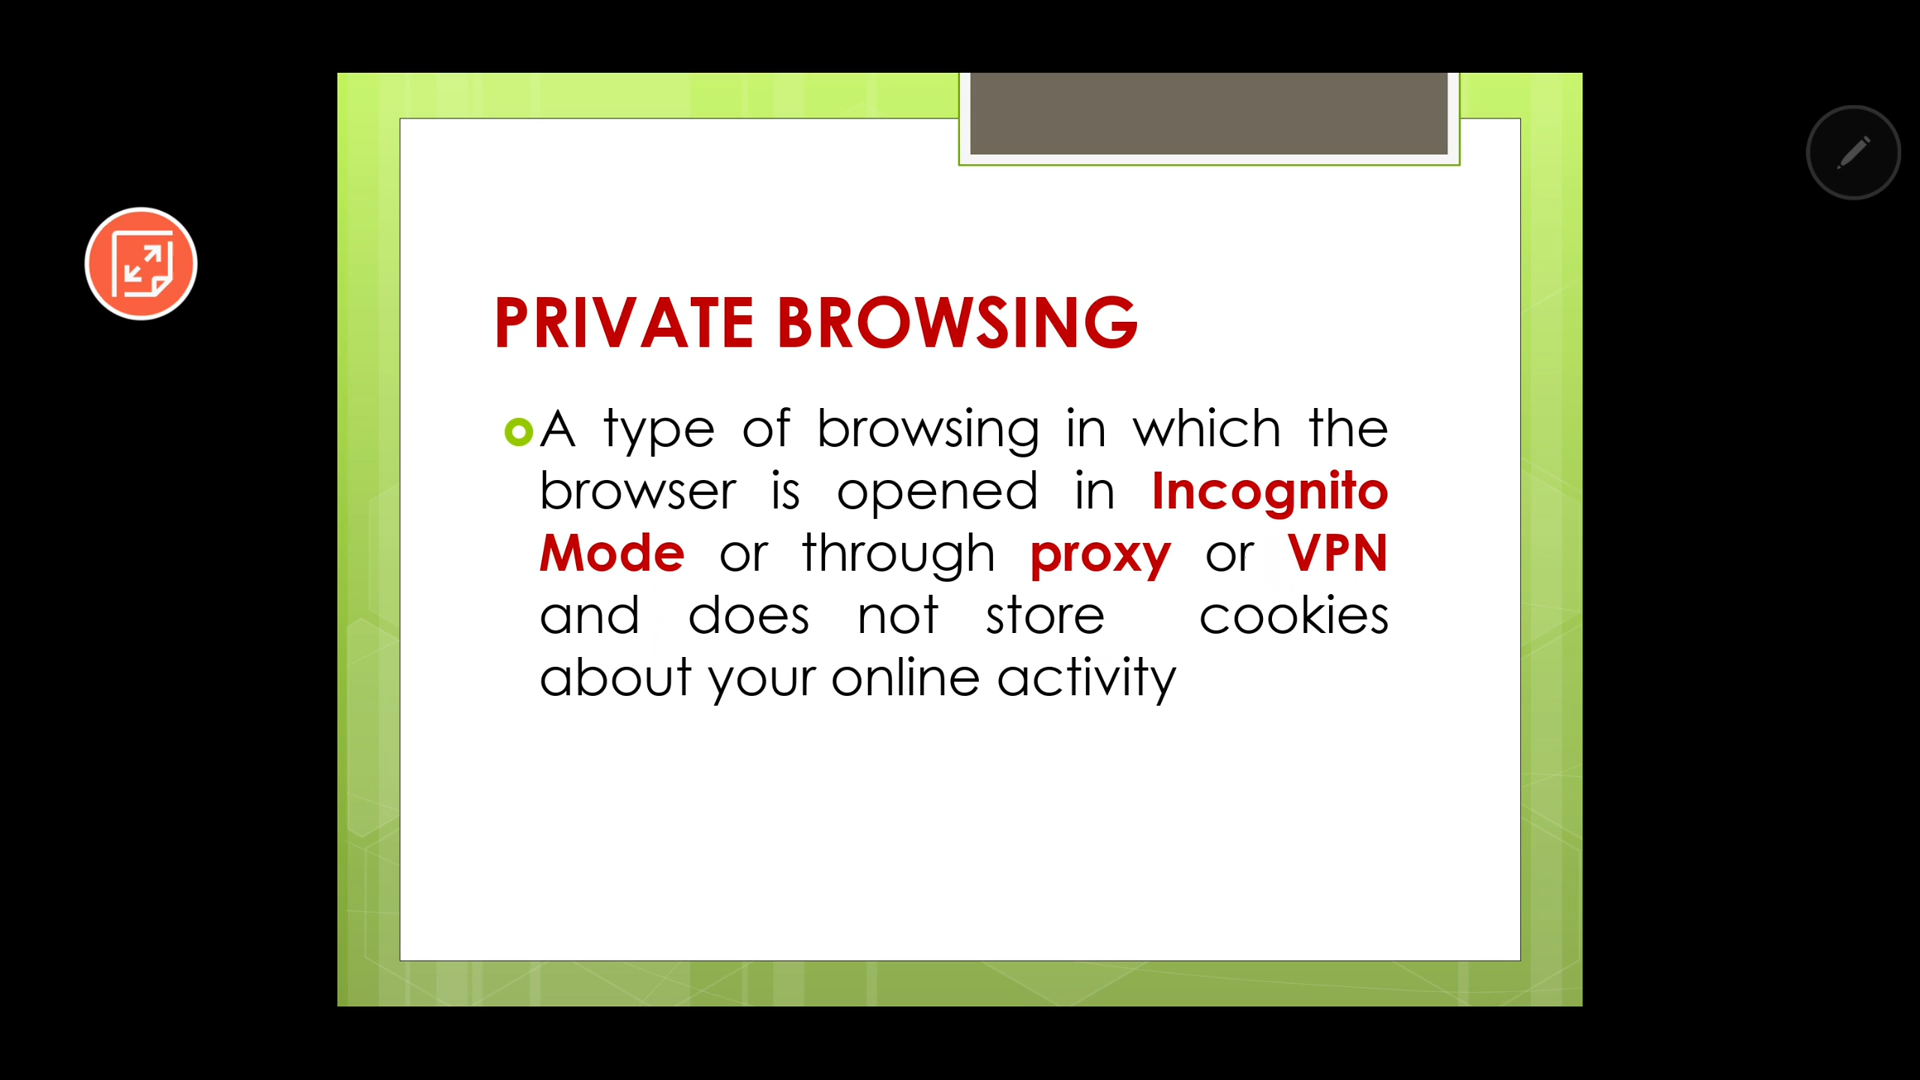 PRIVATE BROWSING
A type of browsing in which the
browser is opened in Incognito
Mode or through proxy or VPN
and does not store cookies
about your online activity